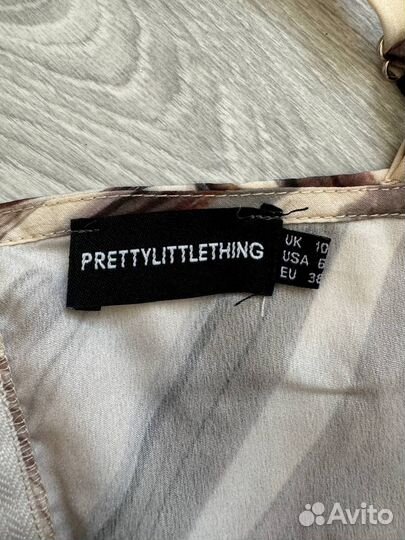 PRETTYLITTLETHING
UK 10
USA 6
EU 38
Avito